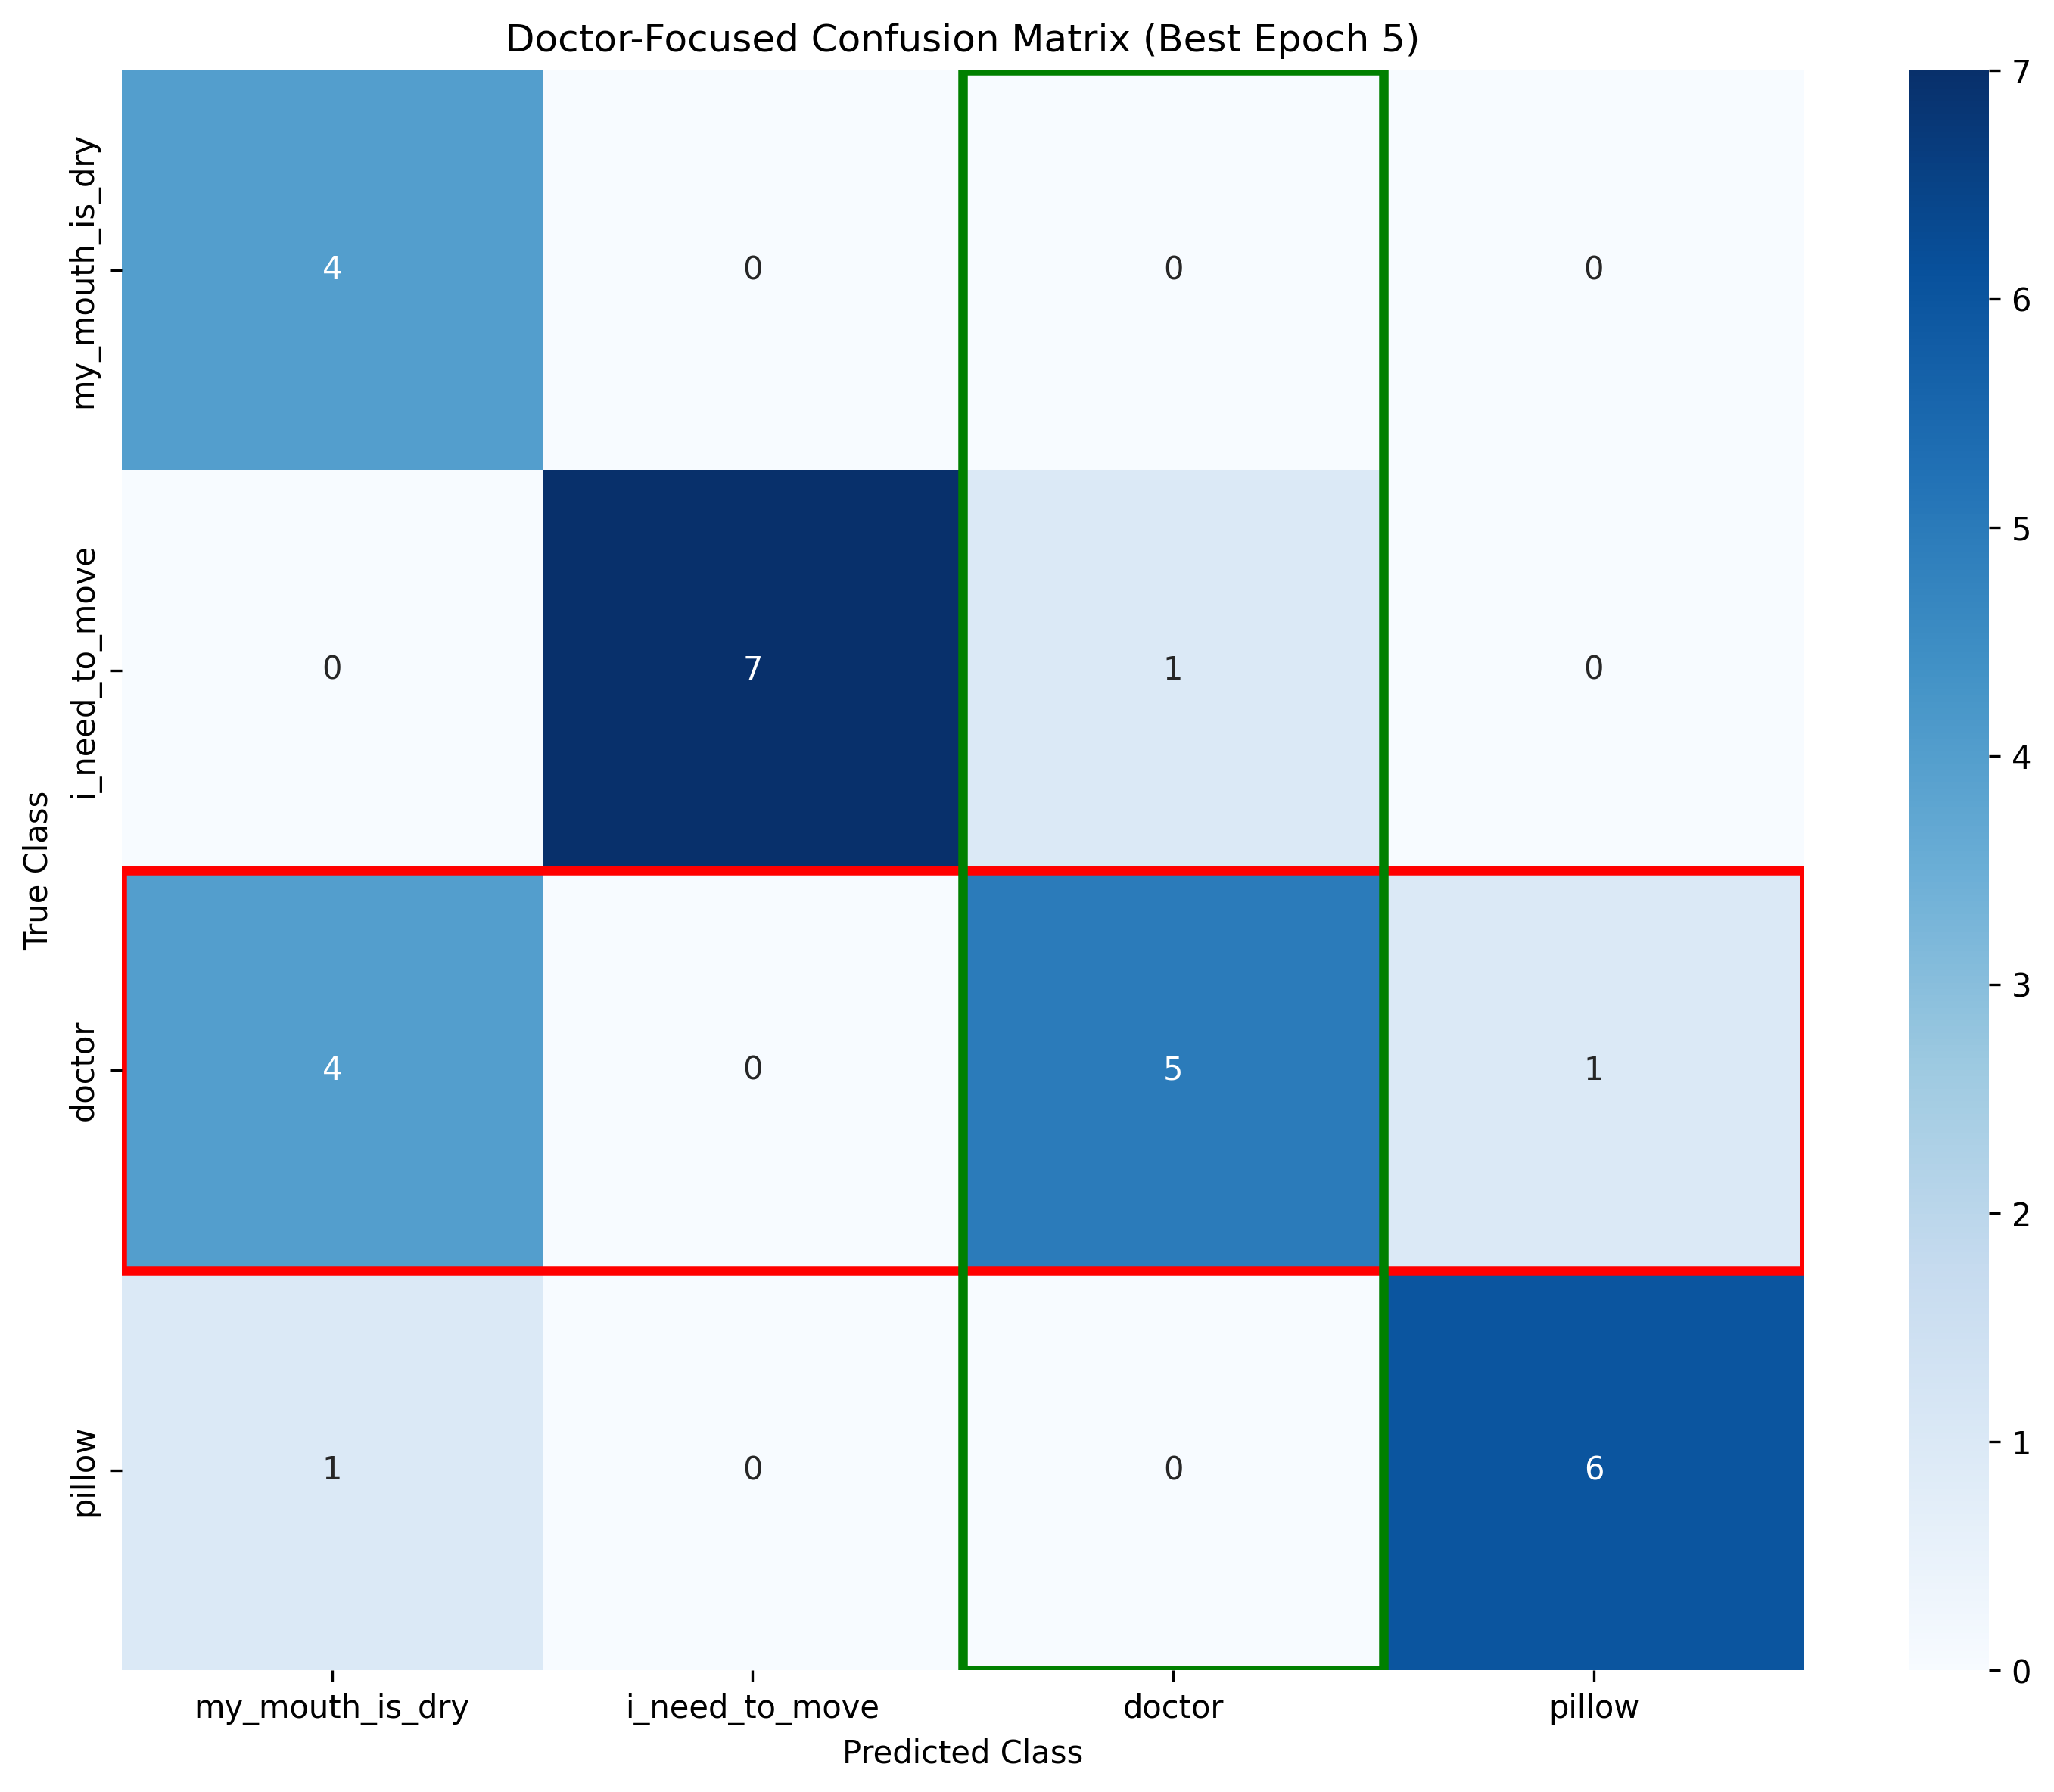 Doctor-Focused Confusion Matrix (Best Epoch 5)
True Class
my_mouth_is_dry
4 0 0 0
i_need_to_move
0 7 1 0
doctor
4 0 5 1
pillow
1 0 0 6
my_mouth_is_dry i_need_to_move doctor pillow
Predicted Class
7
6
5
4
3
2
1
0